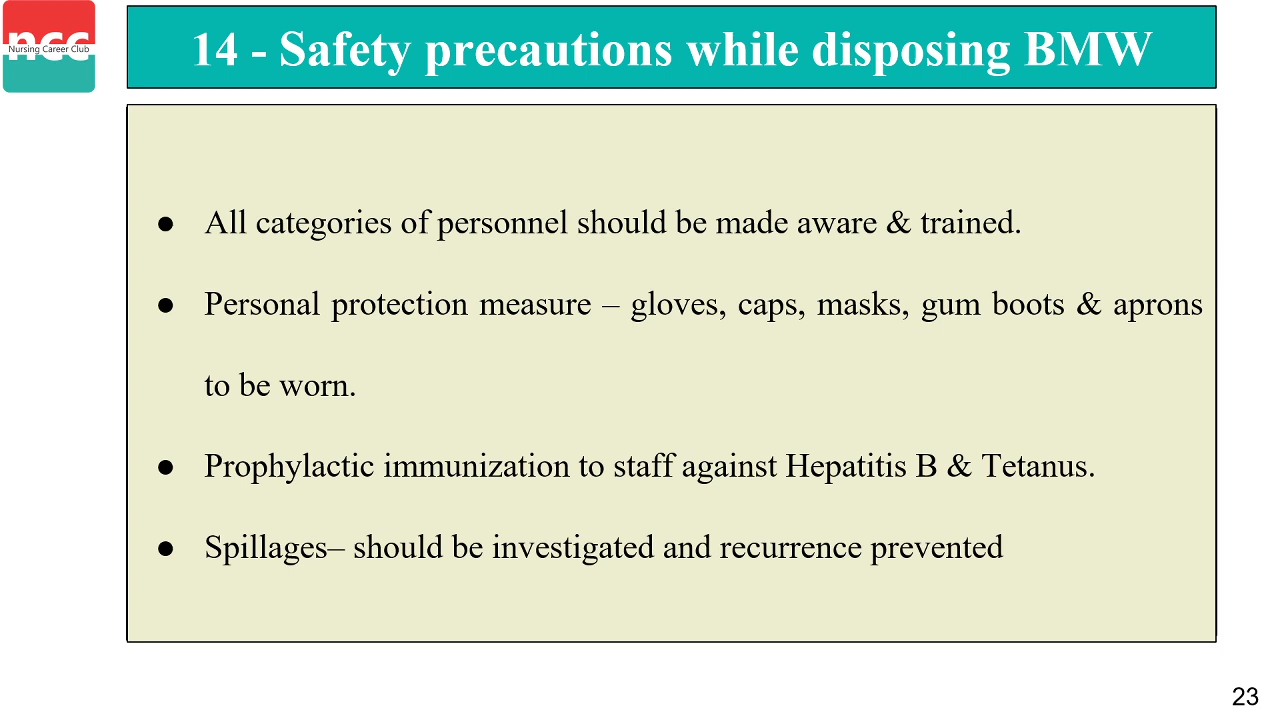 ncc
Nursing Career Club
14 - Safety precautions while disposing BMW
● All categories of personnel should be made aware & trained.
● Personal protection measure – gloves, caps, masks, gum boots & aprons
to be worn.
● Prophylactic immunization to staff against Hepatitis B & Tetanus.
● Spillages– should be investigated and recurrence prevented
23